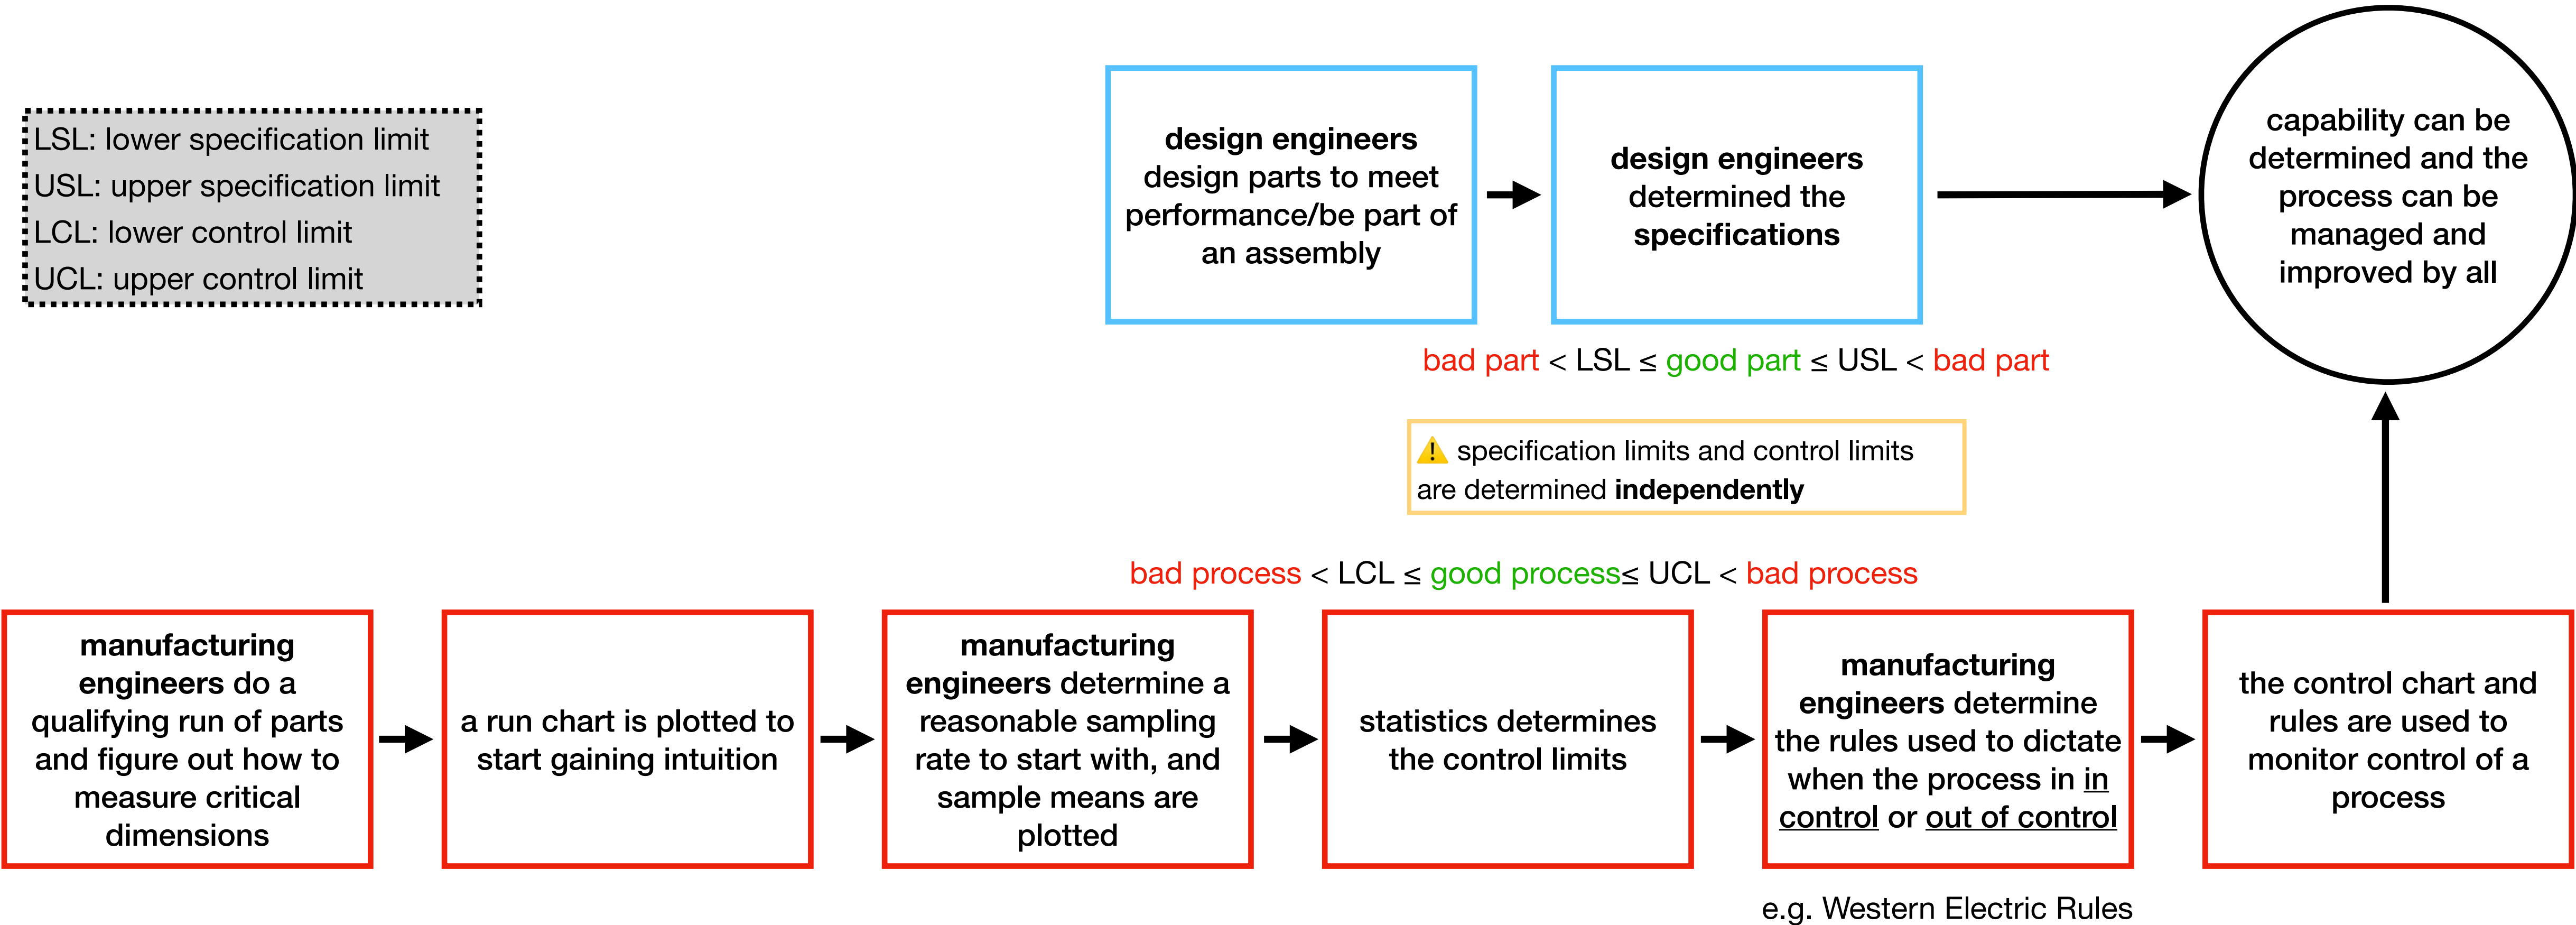 LSL: lower specification limit
USL: upper specification limit
LCL: lower control limit
UCL: upper control limit
design engineers
design parts to meet
performance/be part of
an assembly
design engineers
determined the
specifications
capability can be
determined and the
process can be
managed and
improved by all
bad part < LSL ≤ good part ≤ USL < bad part
⚠️ specification limits and control limits
are determined independently
bad process < LCL ≤ good process≤ UCL < bad process
manufacturing
engineers do a
qualifying run of parts
and figure out how to
measure critical
dimensions
a run chart is plotted to
start gaining intuition
manufacturing
engineers determine a
reasonable sampling
rate to start with, and
sample means are
plotted
statistics determines
the control limits
manufacturing
engineers determine
the rules used to dictate
when the process in in
control or out of control
the control chart and
rules are used to
monitor control of a
process
e.g. Western Electric Rules